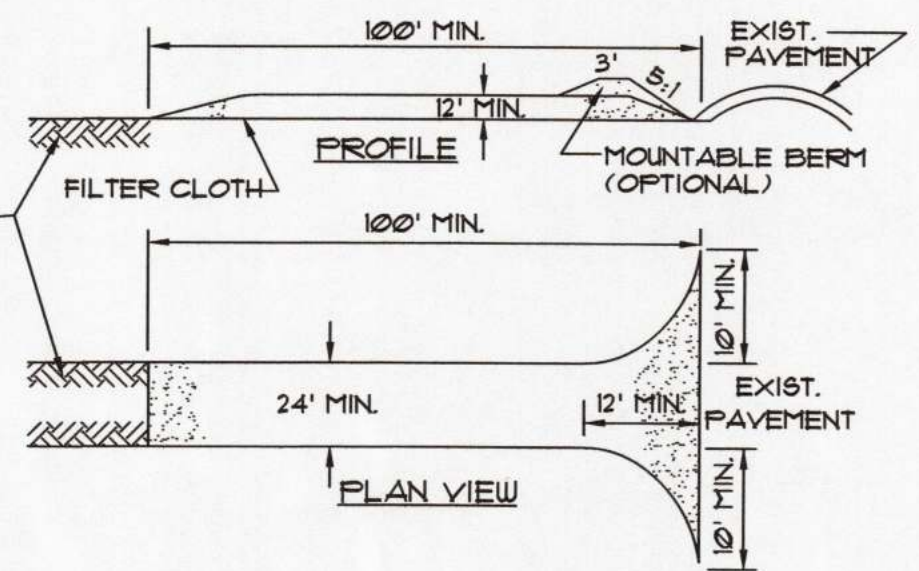 100' MIN.
EXIST.
PAVEMENT
3'
5:1
12' MIN.
PROFILE
MOUNTABLE BERM
(OPTIONAL)
FILTER CLOTH
100' MIN.
10' MIN.
24' MIN.
12' MIN.
EXIST.
PAVEMENT
PLAN VIEW
10' MIN.